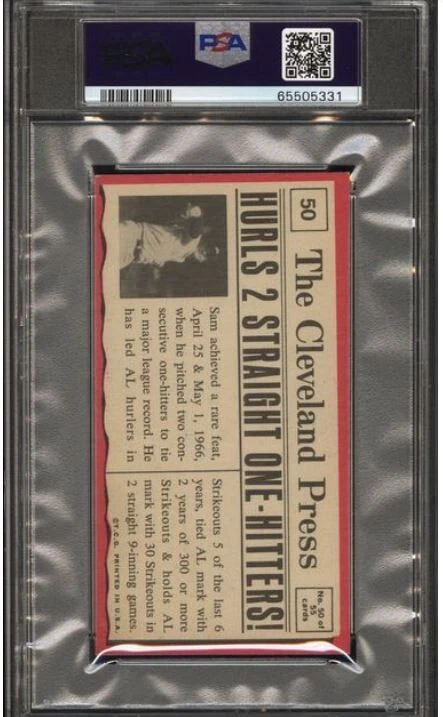 PSA
65505331
50
The Cleveland Press
No. 50 of
55
cards
HURLS 2 STRAIGHT ONE-HITTERS!
Sam achieved a rare feat,
April 25 & May 1, 1966,
when he pitched two con-
secutive one-hitters to tie
a major league record. He
has led AL hurlers in
Strikeouts 5 of the last 6
years, tied AL mark with
2 years of 300 or more
Strikeouts & holds AL
mark with 30 Strikeouts in
2 straight 9-inning games.
©T.C.G. PRINTED IN U.S.A.